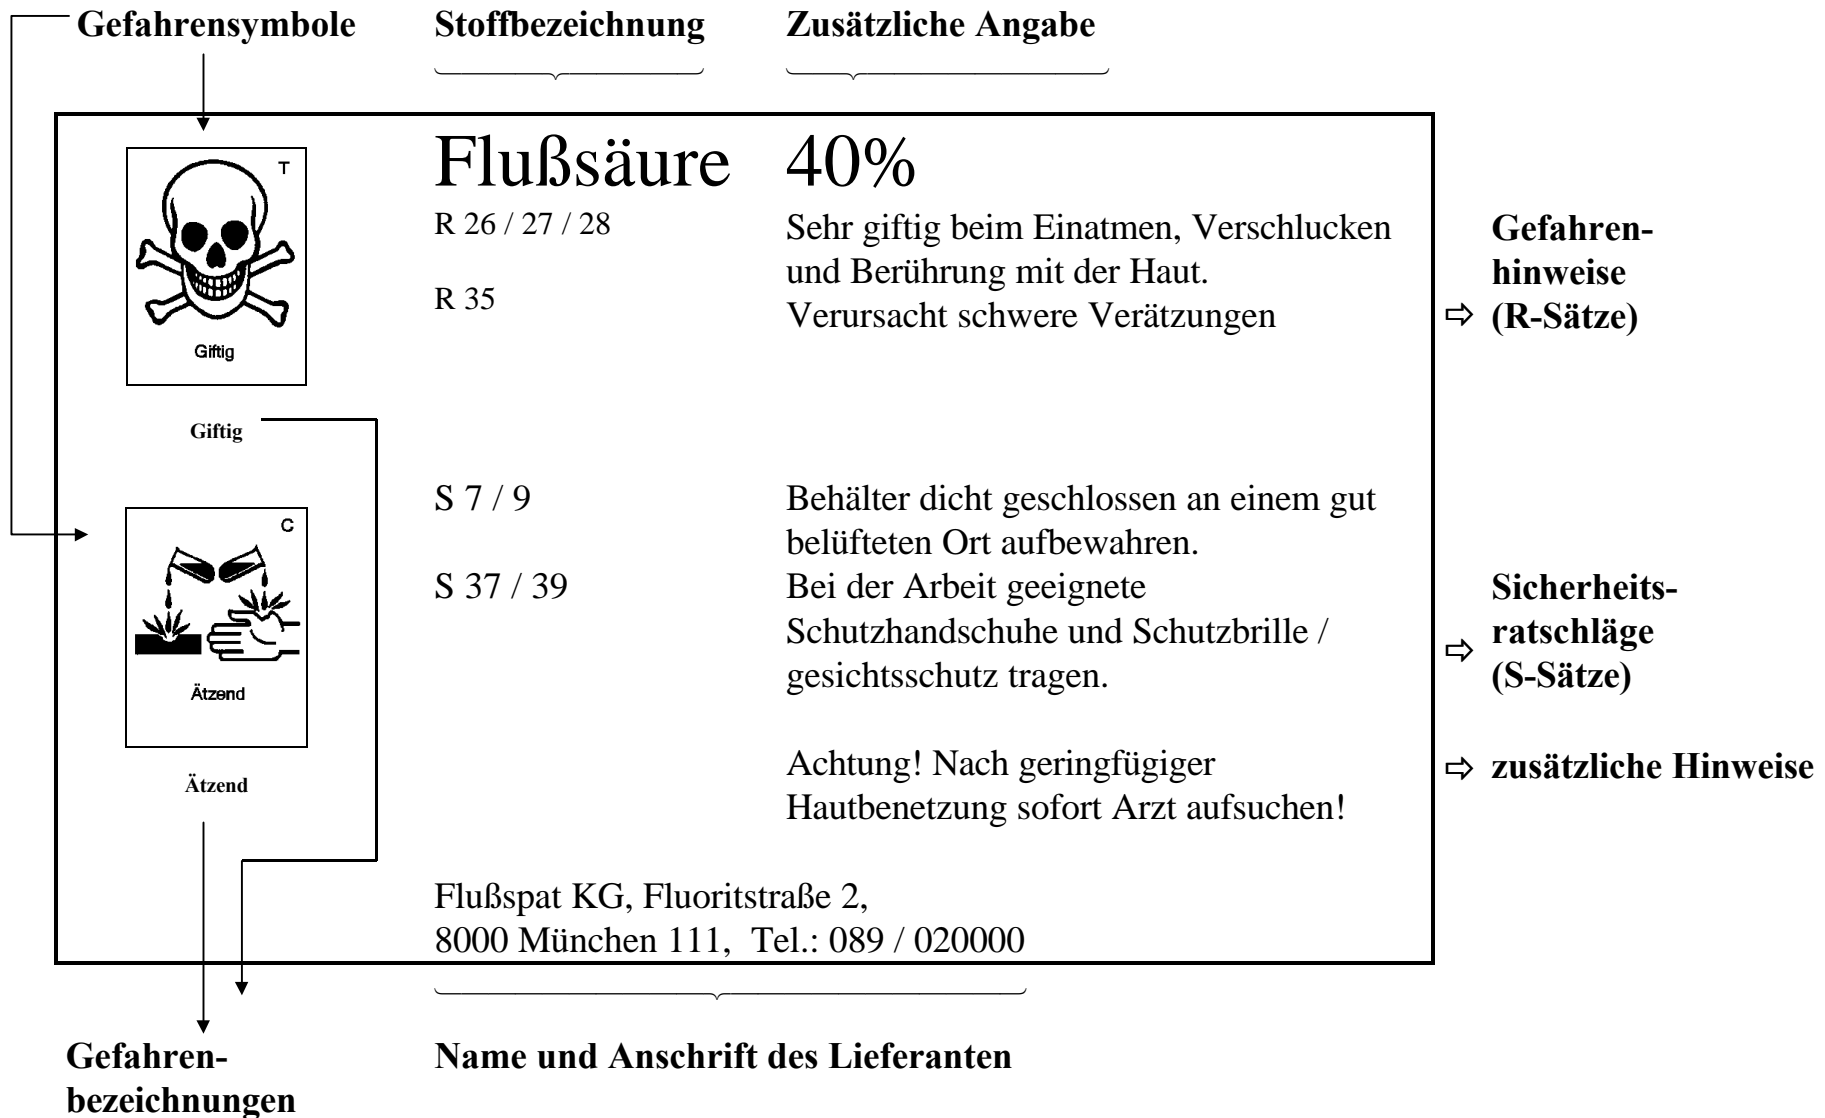 Gefahrensymbole Stoffbezeichnung Zusätzliche Angabe
Flußsäure 40%
T
Giftig
Giftig
R 26 / 27 / 28 Sehr giftig beim Einatmen, Verschlucken
und Berührung mit der Haut.
R 35 Verursacht schwere Verätzungen
Gefahren-
hinweise
⇨ (R-Sätze)
C
Ätzend
Ätzend
S 7 / 9 Behälter dicht geschlossen an einem gut
belüfteten Ort aufbewahren.
S 37 / 39 Bei der Arbeit geeignete
Schutzhandschuhe und Schutzbrille /
gesichtsschutz tragen.
Sicherheits-
⇨ ratschläge
(S-Sätze)
Achtung! Nach geringfügiger
Hautbenetzung sofort Arzt aufsuchen!
⇨ zusätzliche Hinweise
Flußspat KG, Fluoritstraße 2,
8000 München 111, Tel.: 089 / 020000
Gefahren-
bezeichnungen
Name und Anschrift des Lieferanten